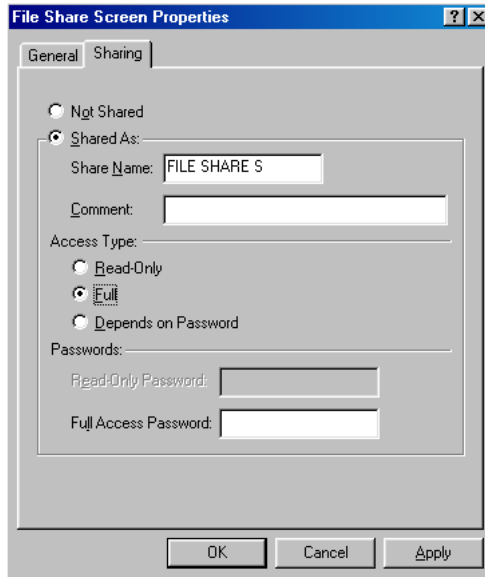 File Share Screen Properties
General Sharing
Not Shared
Shared As:
Share Name: FILE SHARE S
Comment:
Access Type:
Read-Only
Full
Depends on Password
Passwords:
Read-Only Password:
Full Access Password:
OK Cancel Apply